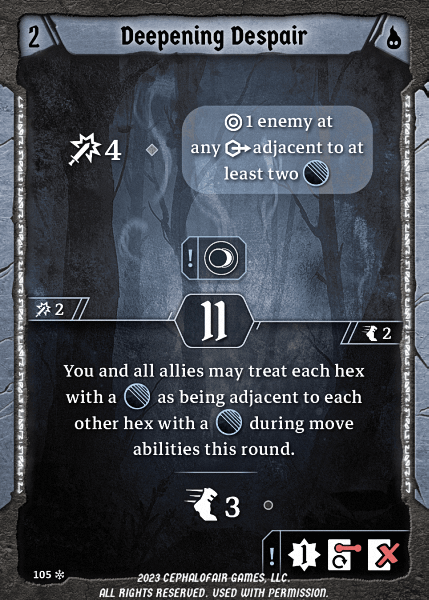 2 Deepening Despair
4
1 enemy at
any adjacent to at
least two
!
2
11
2
You and all allies may treat each hex
with a as being adjacent to each
other hex with a during move
abilities this round.
3
! 1
105
2023 CEPHALOFAIR GAMES, LLC.
ALL RIGHTS RESERVED. USED WITH PERMISSION.